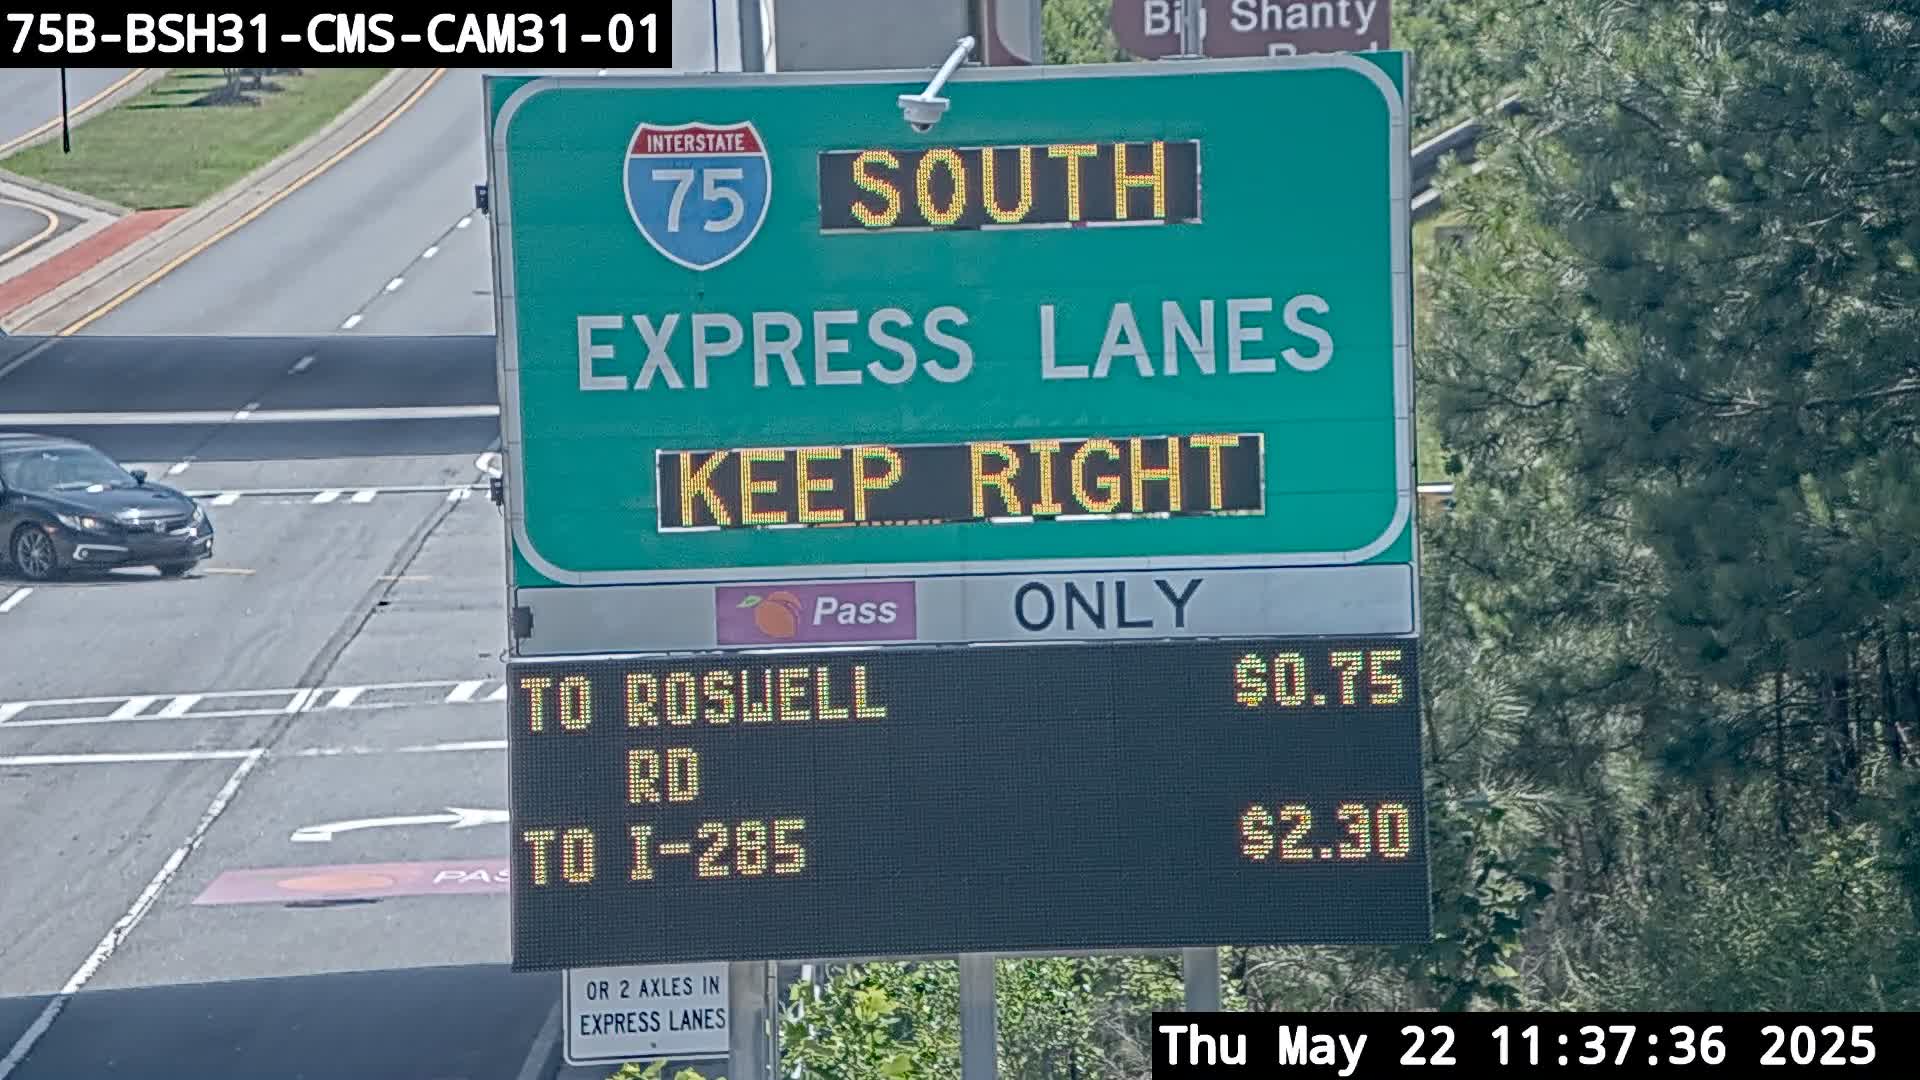 75B-BSH31-CMS-CAM31-01
Big Shanty
Road
INTERSTATE
75
SOUTH
EXPRESS LANES
KEEP RIGHT
Pass ONLY
TO ROSWELL $0.75
RD
TO I-285 $2.30
PAS
OR 2 AXLES IN
EXPRESS LANES
Thu May 22 11:37:36 2025